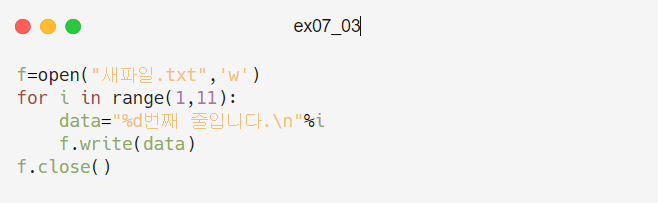 ex07_03
f=open("새파일.txt",'w')
for i in range(1,11):
    data="%d번째 줄입니다.\n"%i
    f.write(data)
f.close()